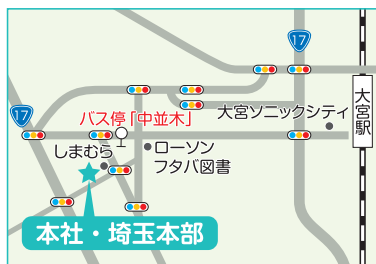 17
大宮駅
大宮ソニックシティ
17
バス停「中並木」
しまむら
ローソン
フタバ図書
本社・埼玉本部